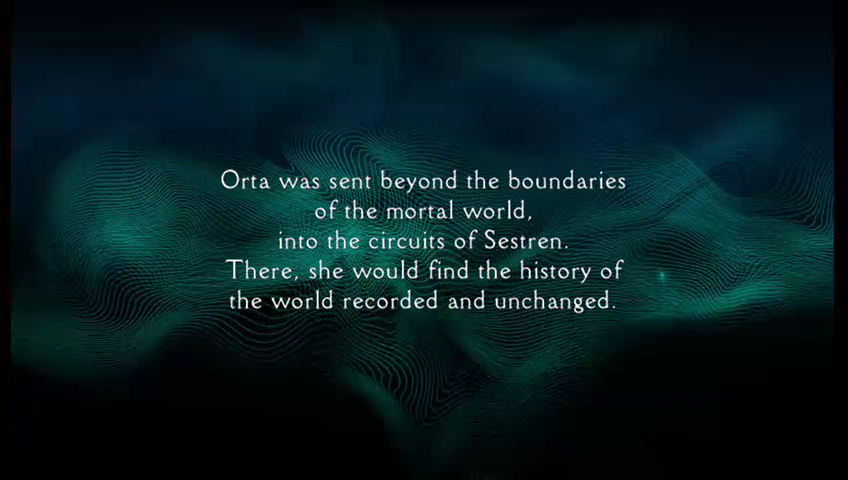 Orta was sent beyond the boundaries
of the mortal world,
into the circuits of Sestren.
There, she would find the history of
the world recorded and unchanged.